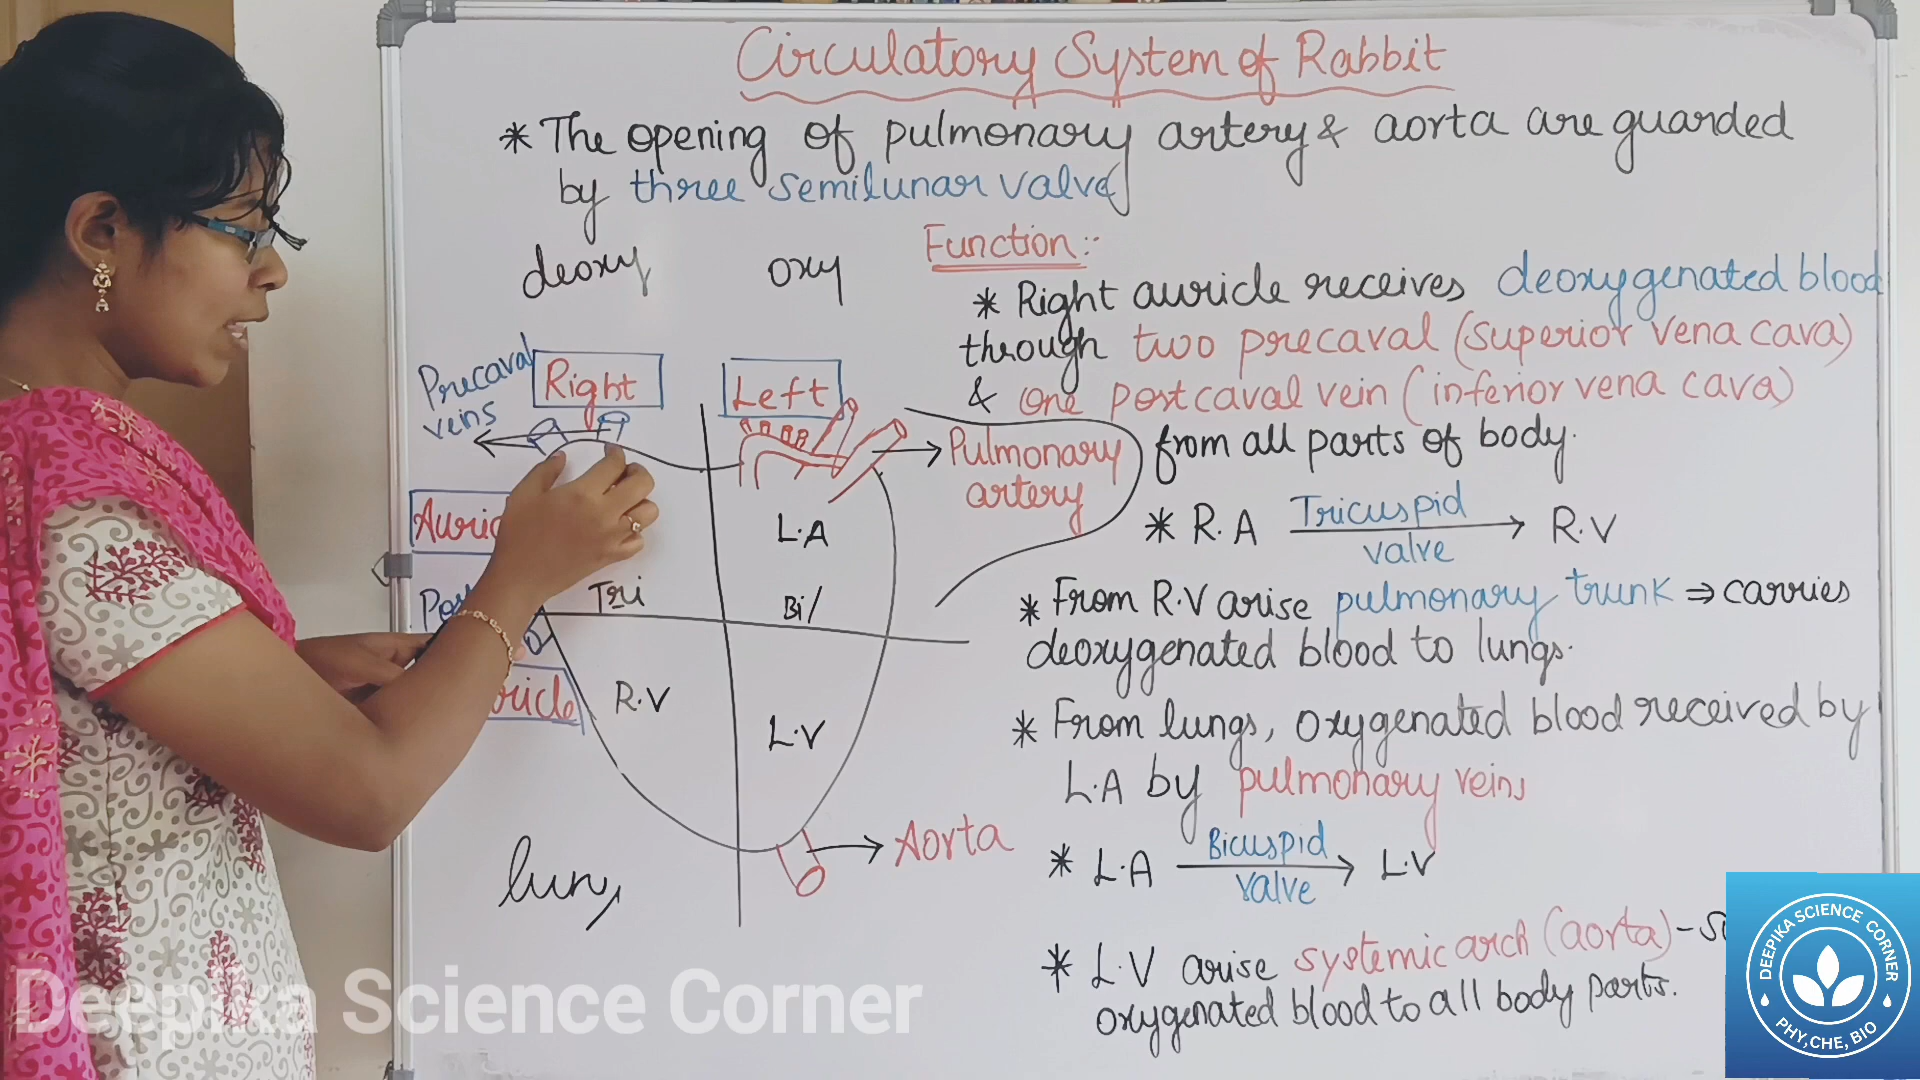 Circulatory System of Rabbit
* The opening of pulmonary artery & aorta are guarded
by three semilunar valve
deoxy oxy
Function:-
* Right auricle receives deoxygenated blood
through two precaval (superior vena cava)
& one postcaval vein (inferior vena cava)
from all parts of body.
Precaval
veins
Right
Left
Pulmonary
artery
L.A
* R.A Tricuspid valve → R.V
Tri
Bi/
* From R.V arise pulmonary trunk ⇒ carries
deoxygenated blood to lungs.
R.V
L.V
* From lungs, oxygenated blood received by
L.A by pulmonary veins
Aorta
* L.A Bicuspid valve → L.V
lung
* L.V arise systemic arch (aorta) -
oxygenated blood to all body parts.
Deepika Science Corner
DEEPIKA SCIENCE CORNER
PHY,CHE, BIO